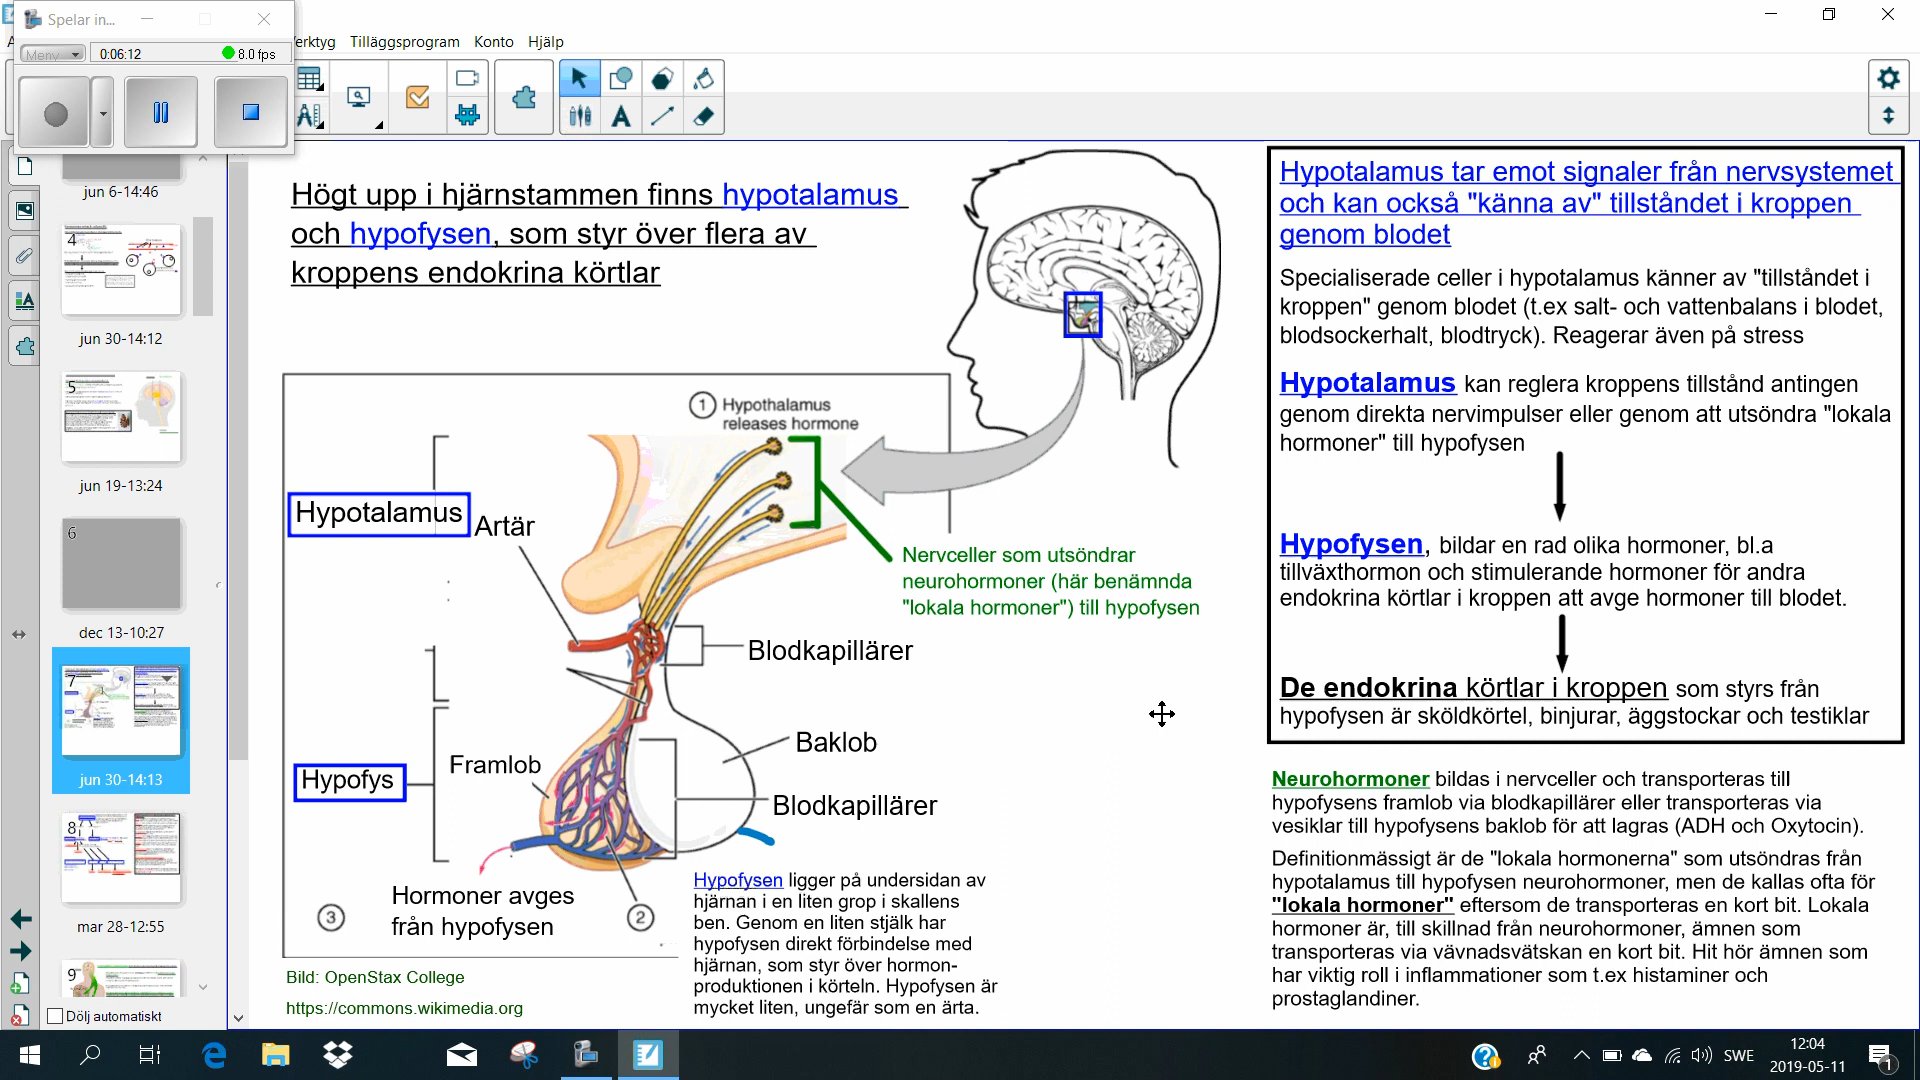 Spelar in...
Meny
0:06:12
8.0 fps
erktyg Tilläggsprogram Konto Hjälp
jun 6-14:46
4
jun 30-14:12
5
jun 19-13:24
6
dec 13-10:27
7
jun 30-14:13
8
mar 28-12:55
9
Dölj automatiskt
Högt upp i hjärnstammen finns hypotalamus
och hypofysen, som styr över flera av
kroppens endokrina körtlar
1 Hypothalamus
releases hormone
Hypotalamus
Artär
Nervceller som utsöndrar
neurohormoner (här benämnda
"lokala hormoner") till hypofysen
Blodkapillärer
Baklob
Framlob
Hypofys
Blodkapillärer
Hormoner avges
från hypofysen
3
2
Bild: OpenStax College
https://commons.wikimedia.org
Hypofysen ligger på undersidan av
hjärnan i en liten grop i skallens
ben. Genom en liten stjälk har
hypofysen direkt förbindelse med
hjärnan, som styr över hormon-
produktionen i körteln. Hypofysen är
mycket liten, ungefär som en ärta.
Hypotalamus tar emot signaler från nervsystemet
och kan också "känna av" tillståndet i kroppen
genom blodet
Specialiserade celler i hypotalamus känner av "tillståndet i
kroppen" genom blodet (t.ex salt- och vattenbalans i blodet,
blodsockerhalt, blodtryck). Reagerar även på stress
Hypotalamus kan reglera kroppens tillstånd antingen
genom direkta nervimpulser eller genom att utsöndra "lokala
hormoner" till hypofysen
Hypofysen, bildar en rad olika hormoner, bl.a
tillväxthormon och stimulerande hormoner för andra
endokrina körtlar i kroppen att avge hormoner till blodet.
De endokrina körtlar i kroppen som styrs från
hypofysen är sköldkörtel, binjurar, äggstockar och testiklar
Neurohormoner bildas i nervceller och transporteras till
hypofysens framlob via blodkapillärer eller transporteras via
vesiklar till hypofysens baklob för att lagras (ADH och Oxytocin).
Definitionmässigt är de "lokala hormonerna" som utsöndras från
hypotalamus till hypofysen neurohormoner, men de kallas ofta för
"lokala hormoner" eftersom de transporteras en kort bit. Lokala
hormoner är, till skillnad från neurohormoner, ämnen som
transporteras via vävnadsvätskan en kort bit. Hit hör ämnen som
har viktig roll i inflammationer som t.ex histaminer och
prostaglandiner.
SWE
12:04
2019-05-11
1